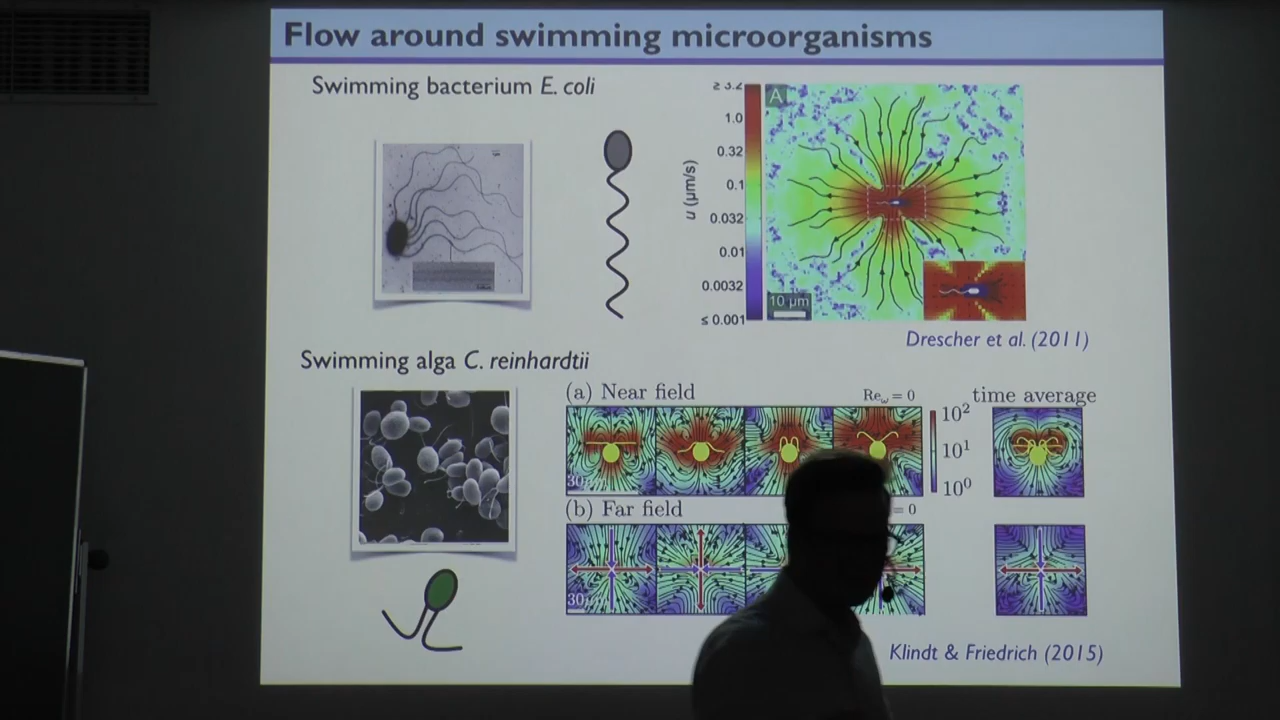 Flow around swimming microorganisms
Swimming bacterium E. coli
A
≥ 3.2
1.0
0.32
0.1
0.032
0.01
0.0032
≤ 0.001
u (μm/s)
10 μm
Drescher et al. (2011)
Swimming alga C. reinhardtii
(a) Near field
Re_w = 0
time average
10²
10¹
10⁰
30
(b) Far field
= 0
30
Klindt & Friedrich (2015)